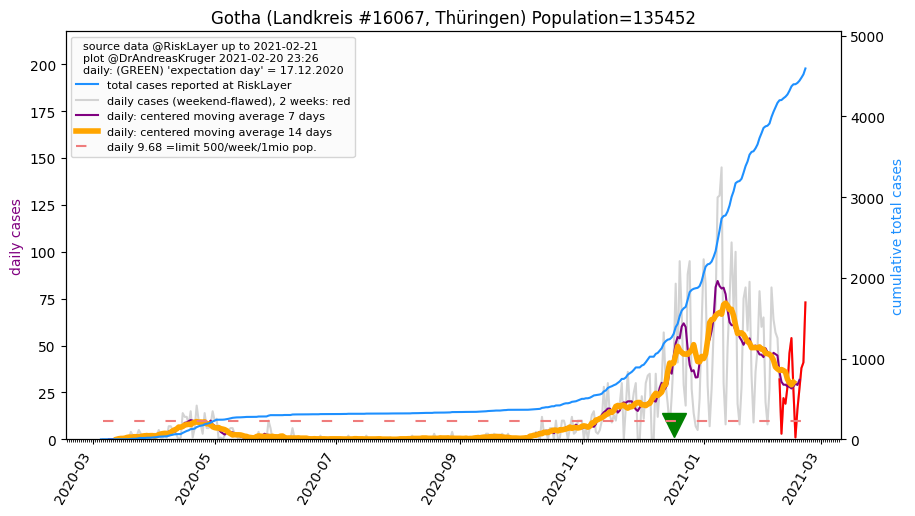 Gotha (Landkreis #16067, Thüringen) Population=135452
source data @RiskLayer up to 2021-02-21
plot @DrAndreasKruger 2021-02-20 23:26
daily: (GREEN) 'expectation day' = 17.12.2020
total cases reported at RiskLayer
daily cases (weekend-flawed), 2 weeks: red
daily: centered moving average 7 days
daily: centered moving average 14 days
daily 9.68 =limit 500/week/1mio pop.
daily cases
200
175
150
125
100
75
50
25
0
5000
4000
3000
2000
1000
0
cumulative total cases
2020-03
2020-05
2020-07
2020-09
2020-11
2021-01
2021-03